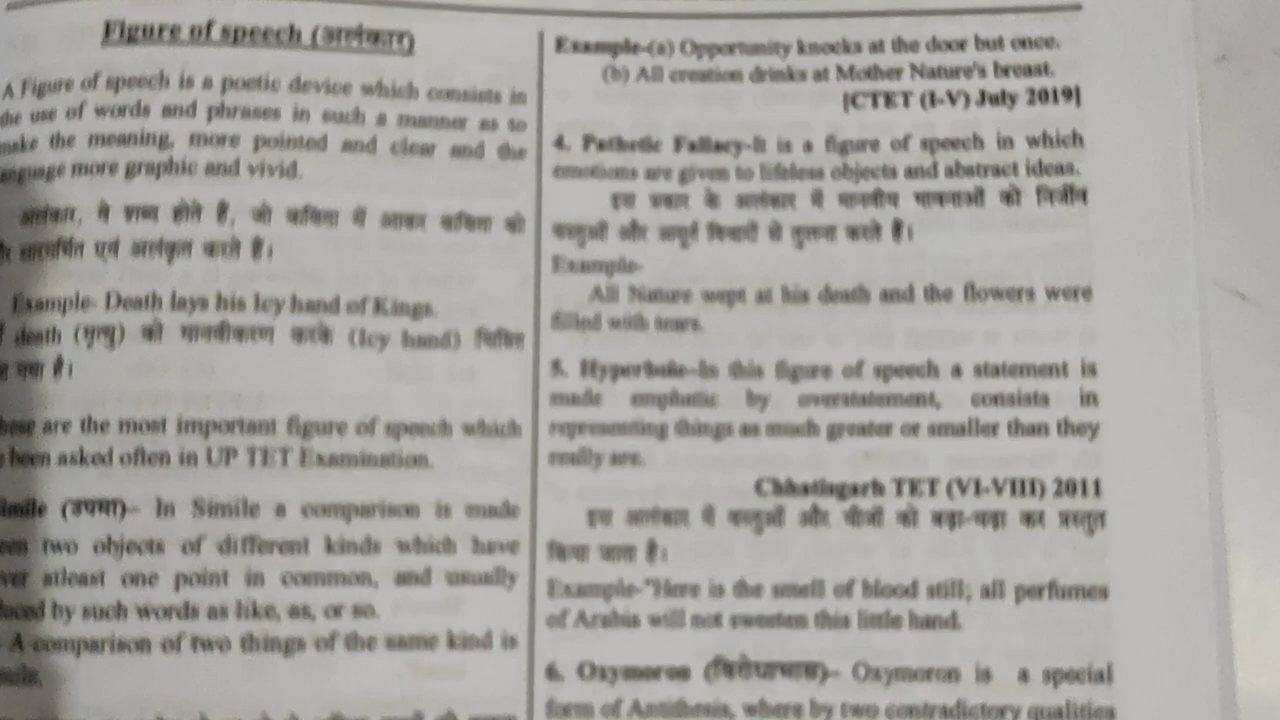 Figure of speech (अलंकार)
A Figure of speech is a poetic device which consists in
the use of words and phrases in such a manner as to
make the meaning, more pointed and clear and the
language more graphic and vivid.
अलंकार, वे शब्द होते हैं, जो कविता में आकर कविता को
एवं अलंकृत करते हैं।
Example- Death lays his Icy hand of Kings.
death (मृत्यु) को मानवीकरण करके (Icy hand)
गया है।
are the most important figure of speech which
been asked often in UP TET Examination.
(उपमा)- In Simile a comparison is made
two objects of different kinds which have
atleast one point in common, and usually
by such words as like, as, or so.
A comparison of two things of the same kind is
Example-(a) Opportunity knocks at the door but once.
(b) All creation drinks at Mother Nature's breast.
[CTET (I-V) July 2019]
4. Pathetic Fallacy-It is a figure of speech in which
emotions are given to lifeless objects and abstract ideas.
इस प्रकार के अलंकार में मानवीय भावनाओं को निर्जीव
वस्तुओं और अमूर्त विचारों से तुलना करते हैं।
Example-
All Nature wept at his death and the flowers were
filled with tears.
5. Hyperbole-In this figure of speech a statement is
made emphatic by overstatement, consists in
representing things as much greater or smaller than they
really are.
Chhatisgarh TET (VI-VIII) 2011
इस अलंकार में वस्तुओं और चीजों को बढ़ा-चढ़ा कर प्रस्तुत
किया जाता है।
Example-"Here is the smell of blood still; all perfumes
of Arabia will not sweeten this little hand.
6. Oxymoron (विरोधाभास)- Oxymoron is a special
form of Antithesis, where by two contradictory qualities